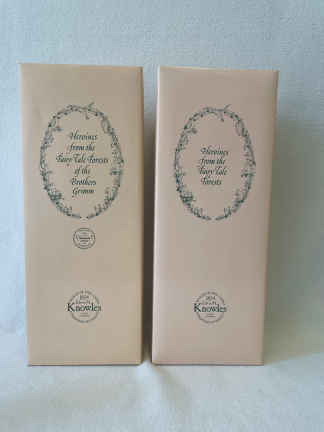 Heroines
from the
Fairy Tale Forests
of the
Brothers
Grimm
Knowles
Heroines
from the
Fairy Tale
Forests
Knowles